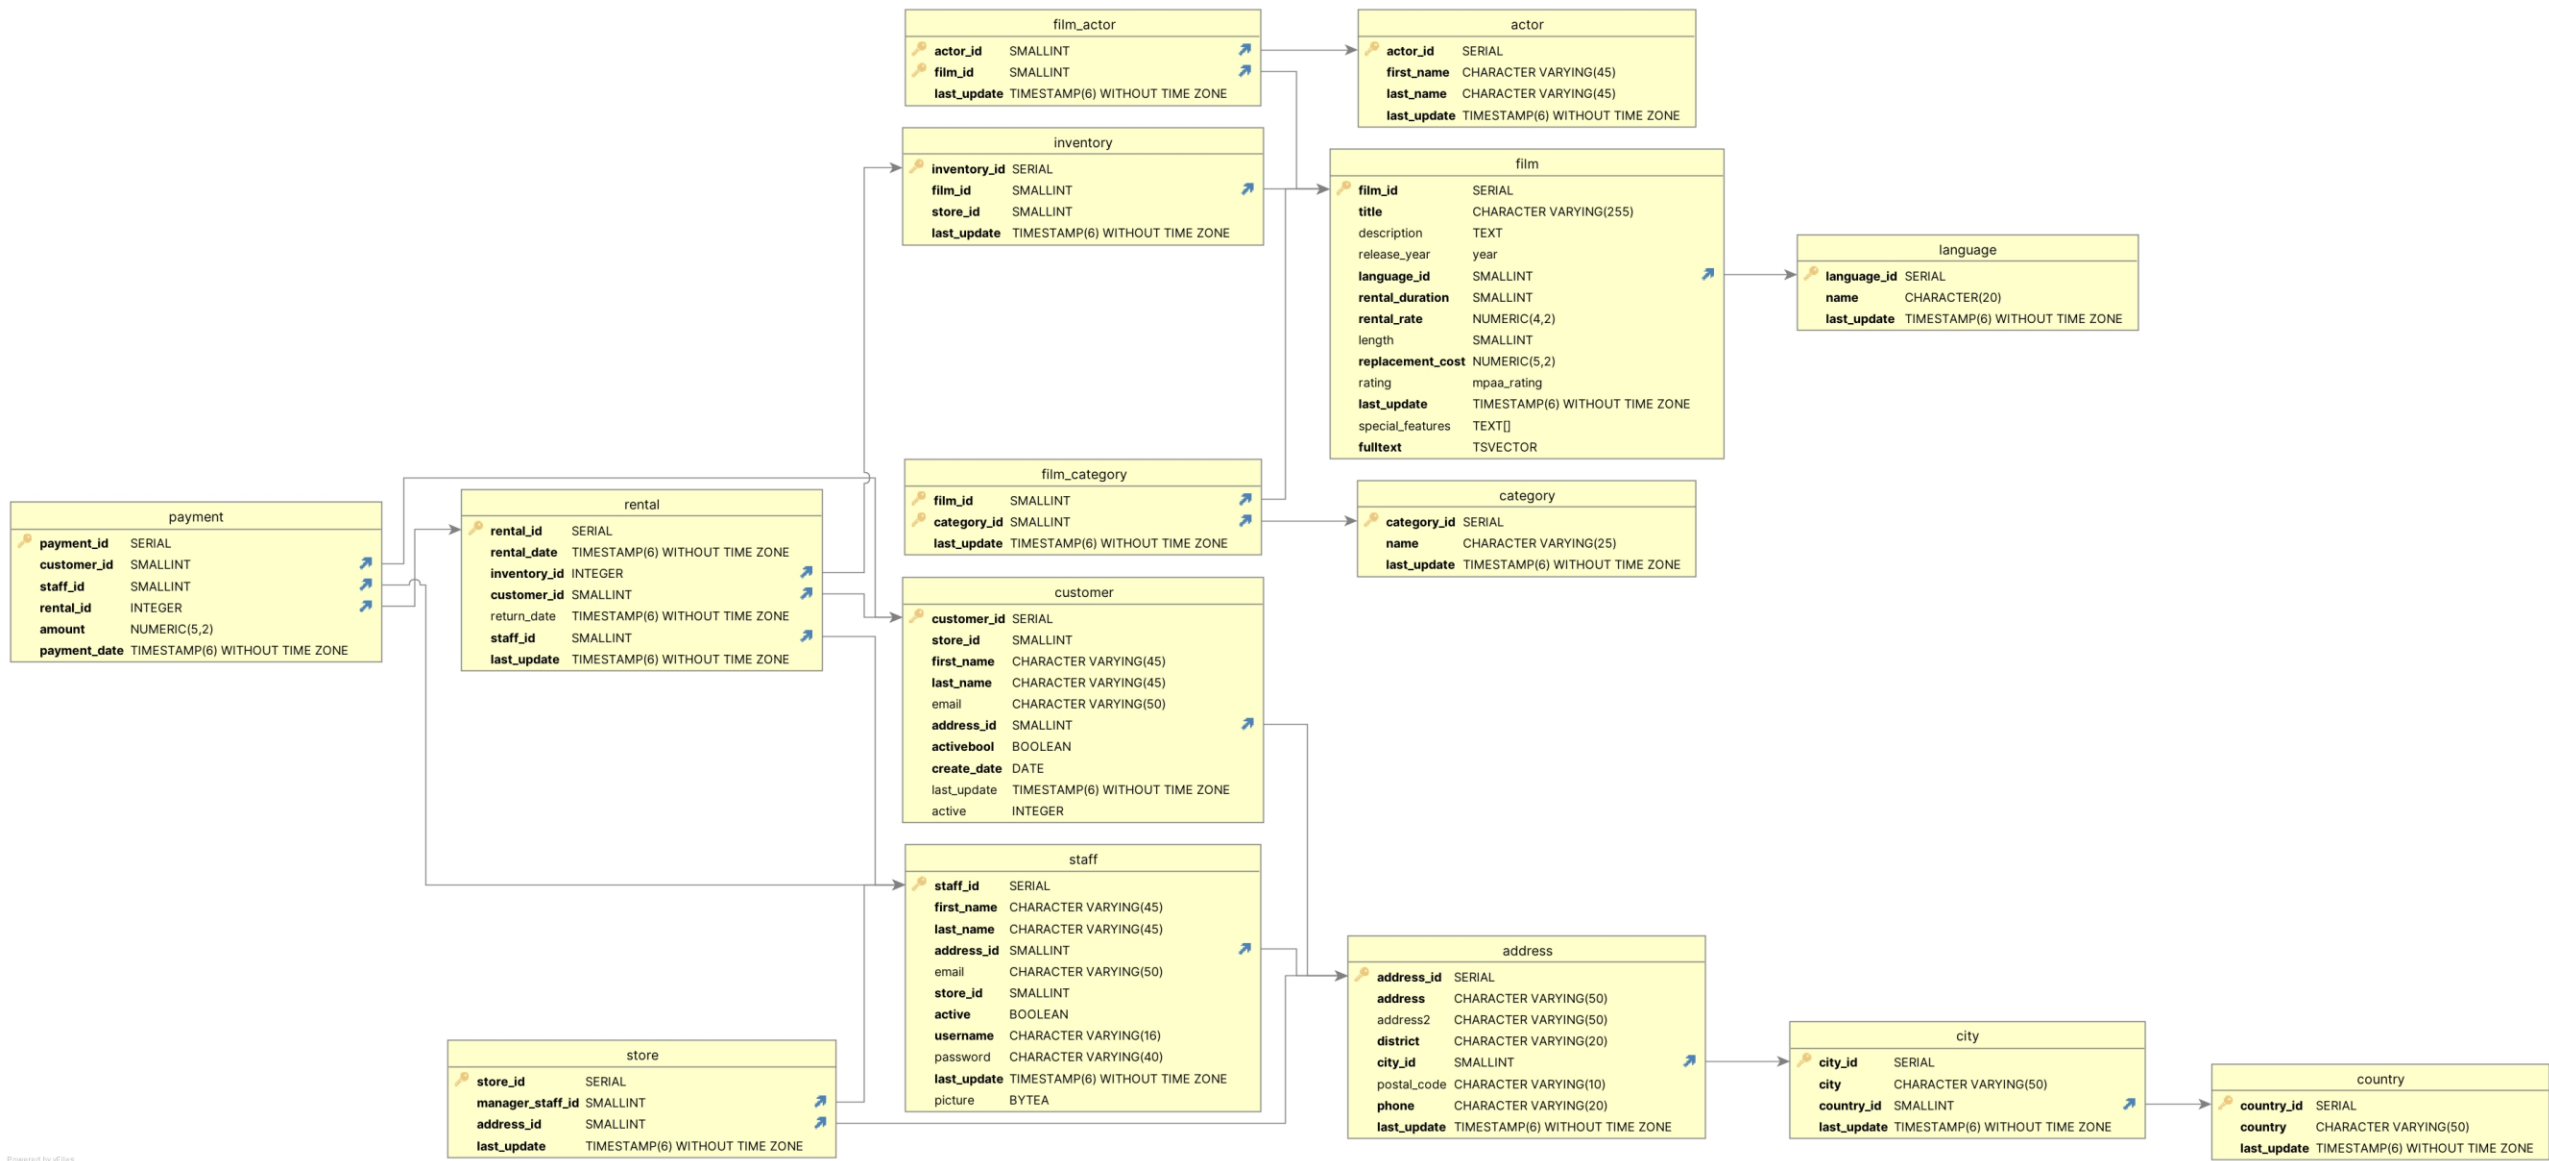 film_actor
actor_id SMALLINT
film_id SMALLINT
last_update TIMESTAMP(6) WITHOUT TIME ZONE
actor
actor_id SERIAL
first_name CHARACTER VARYING(45)
last_name CHARACTER VARYING(45)
last_update TIMESTAMP(6) WITHOUT TIME ZONE
inventory
inventory_id SERIAL
film_id SMALLINT
store_id SMALLINT
last_update TIMESTAMP(6) WITHOUT TIME ZONE
film
film_id SERIAL
title CHARACTER VARYING(255)
description TEXT
release_year year
language_id SMALLINT
rental_duration SMALLINT
rental_rate NUMERIC(4,2)
length SMALLINT
replacement_cost NUMERIC(5,2)
rating mpaa_rating
last_update TIMESTAMP(6) WITHOUT TIME ZONE
special_features TEXT[]
fulltext TSVECTOR
language
language_id SERIAL
name CHARACTER(20)
last_update TIMESTAMP(6) WITHOUT TIME ZONE
film_category
film_id SMALLINT
category_id SMALLINT
last_update TIMESTAMP(6) WITHOUT TIME ZONE
category
category_id SERIAL
name CHARACTER VARYING(25)
last_update TIMESTAMP(6) WITHOUT TIME ZONE
payment
payment_id SERIAL
customer_id SMALLINT
staff_id SMALLINT
rental_id INTEGER
amount NUMERIC(5,2)
payment_date TIMESTAMP(6) WITHOUT TIME ZONE
rental
rental_id SERIAL
rental_date TIMESTAMP(6) WITHOUT TIME ZONE
inventory_id INTEGER
customer_id SMALLINT
return_date TIMESTAMP(6) WITHOUT TIME ZONE
staff_id SMALLINT
last_update TIMESTAMP(6) WITHOUT TIME ZONE
customer
customer_id SERIAL
store_id SMALLINT
first_name CHARACTER VARYING(45)
last_name CHARACTER VARYING(45)
email CHARACTER VARYING(50)
address_id SMALLINT
activebool BOOLEAN
create_date DATE
last_update TIMESTAMP(6) WITHOUT TIME ZONE
active INTEGER
staff
staff_id SERIAL
first_name CHARACTER VARYING(45)
last_name CHARACTER VARYING(45)
address_id SMALLINT
email CHARACTER VARYING(50)
store_id SMALLINT
active BOOLEAN
username CHARACTER VARYING(16)
password CHARACTER VARYING(40)
last_update TIMESTAMP(6) WITHOUT TIME ZONE
picture BYTEA
store
store_id SERIAL
manager_staff_id SMALLINT
address_id SMALLINT
last_update TIMESTAMP(6) WITHOUT TIME ZONE
address
address_id SERIAL
address CHARACTER VARYING(50)
address2 CHARACTER VARYING(50)
district CHARACTER VARYING(20)
city_id SMALLINT
postal_code CHARACTER VARYING(10)
phone CHARACTER VARYING(20)
last_update TIMESTAMP(6) WITHOUT TIME ZONE
city
city_id SERIAL
city CHARACTER VARYING(50)
country_id SMALLINT
last_update TIMESTAMP(6) WITHOUT TIME ZONE
country
country_id SERIAL
country CHARACTER VARYING(50)
last_update TIMESTAMP(6) WITHOUT TIME ZONE
Powered by yFiles